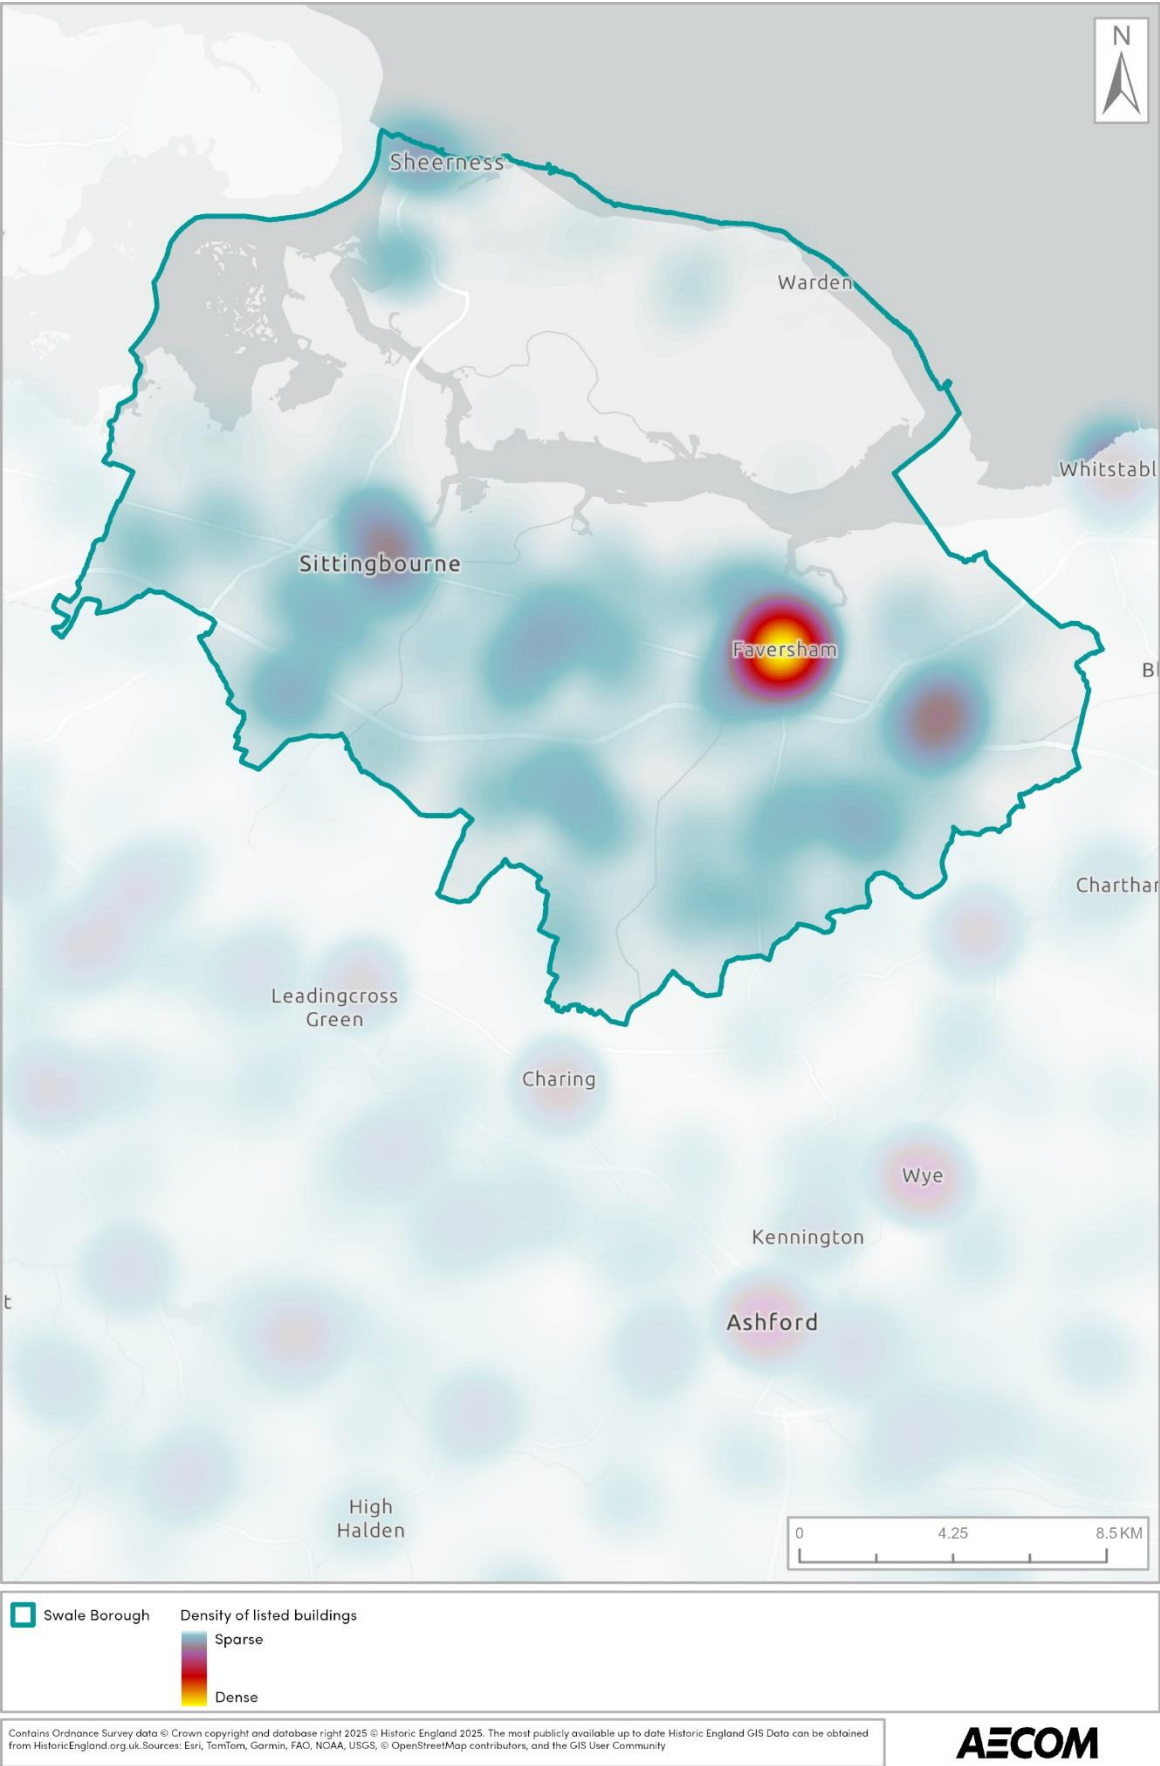 N
Sheerness
Warden
Whitstabl
Sittingbourne
Faversham
Bl
Charthar
Leadingcross
Green
Charing
Wye
Kennington
t
Ashford
High
Halden
0 4.25 8.5 KM
Swale Borough Density of listed buildings
Sparse
Dense
Contains Ordnance Survey data © Crown copyright and database right 2025 © Historic England 2025. The most publicly available up to date Historic England GIS Data can be obtained
from HistoricEngland.org.uk.Sources: Esri, TomTom, Garmin, FAO, NOAA, USGS, © OpenStreetMap contributors, and the GIS User Community
AECOM